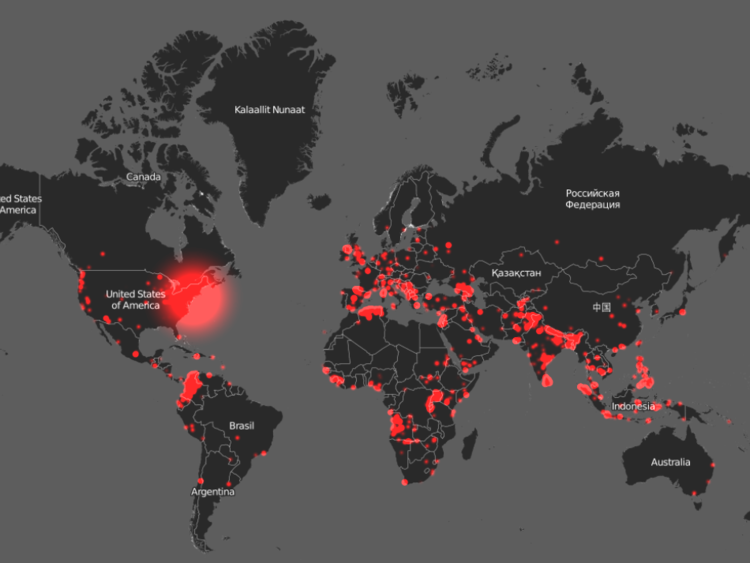 Kalaallit Nunaat
Canada
Российская
Федерация
ed States
America
Қазақстан
United States
of America
中国
Indonesia
Brasil
Australia
Argentina